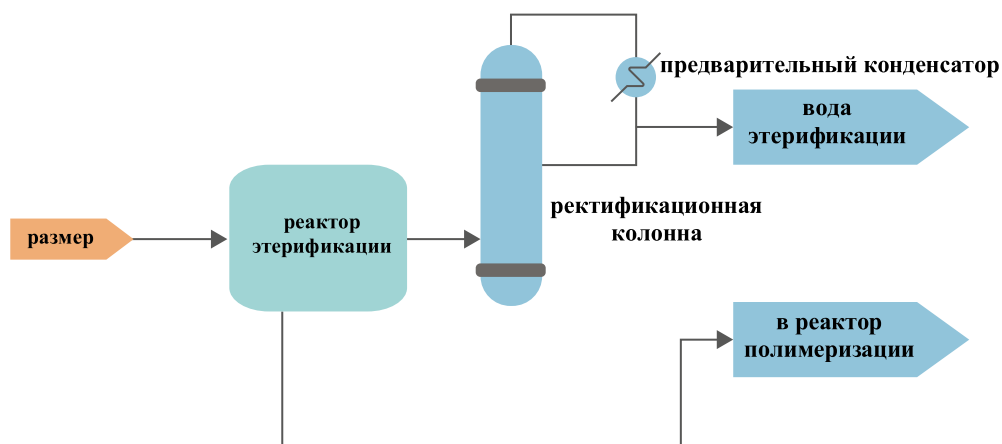 предварительный конденсатор
вода
этерификации
ректификационная
колонна
реактор
этерификации
размер
в реактор
полимеризации